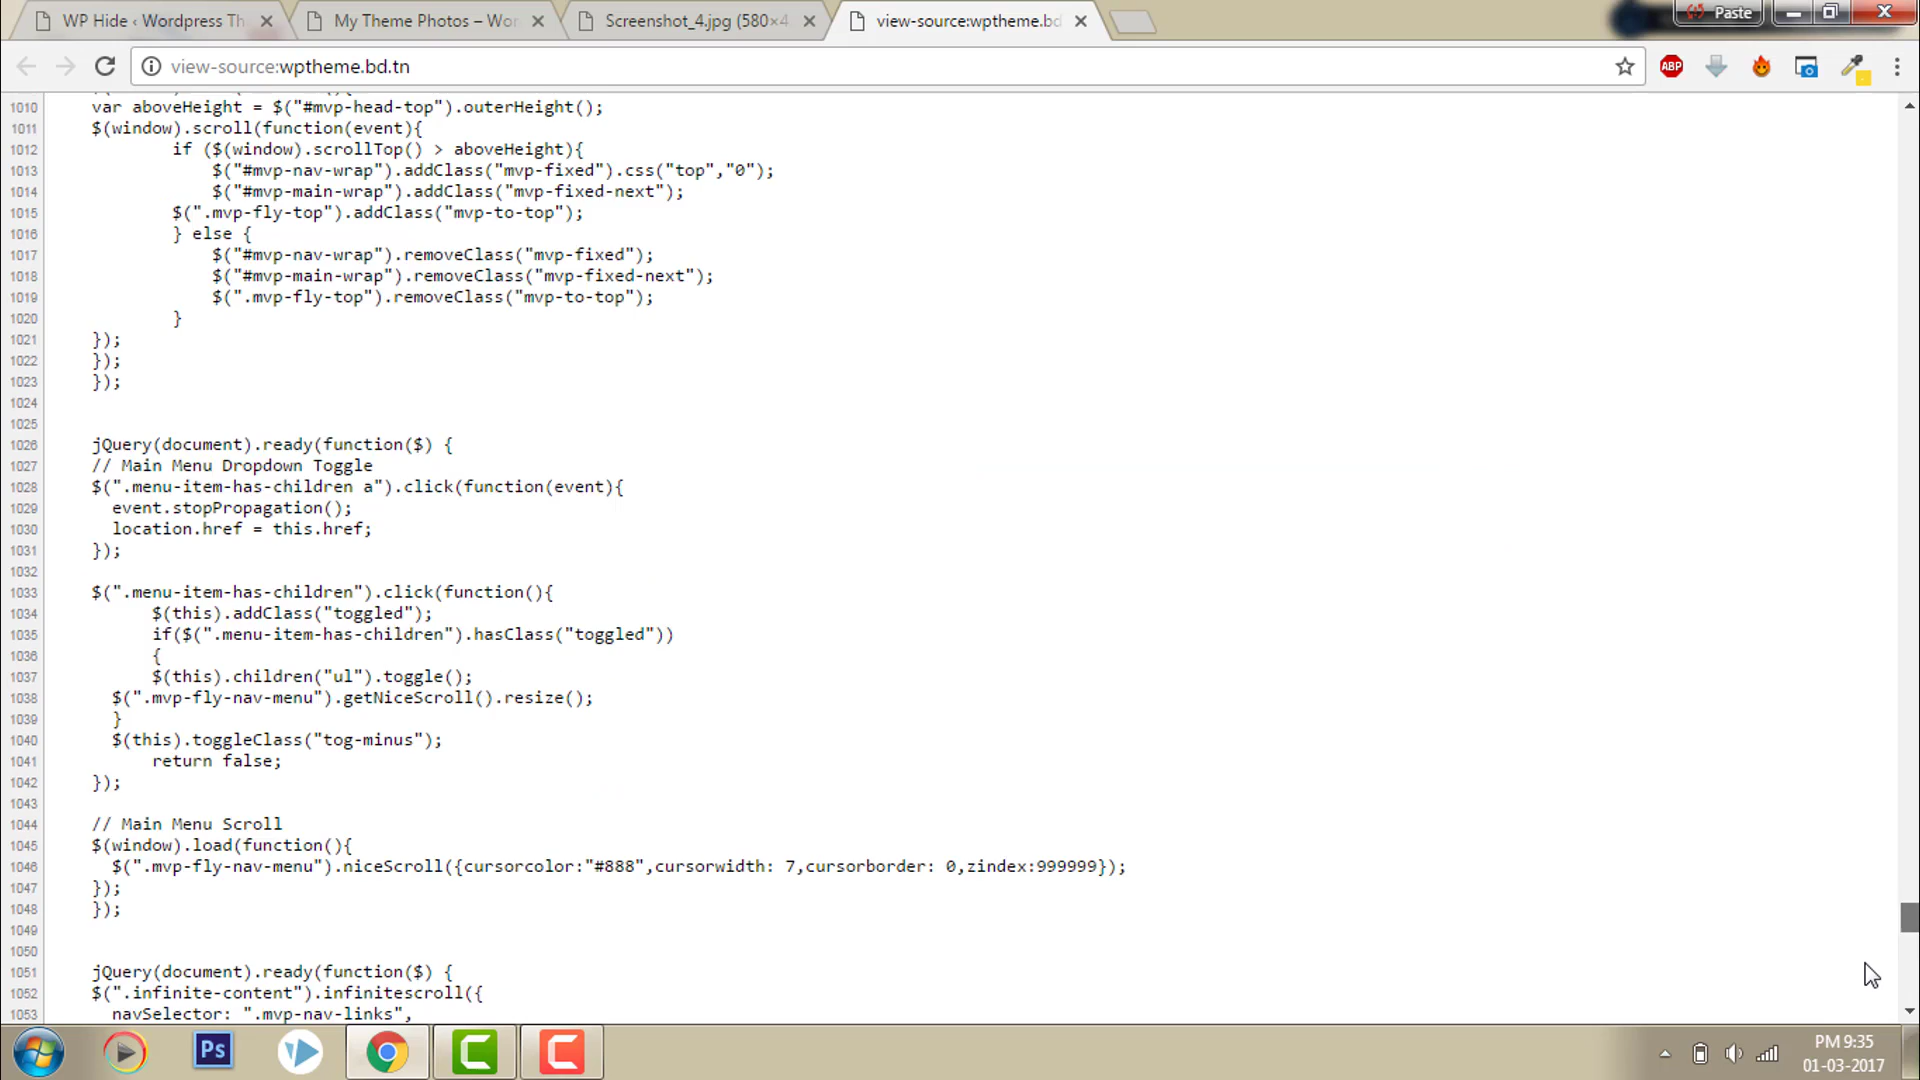 WP Hide ‹ Wordpress Th
My Theme Photos – Wor
Screenshot_4.jpg (580×4
view-source:wptheme.bd
Paste
view-source:wptheme.bd.tn
ABP
1010 var aboveHeight = $("#mvp-head-top").outerHeight();
1011 $(window).scroll(function(event){
1012 if ($(window).scrollTop() > aboveHeight){
1013 $("#mvp-nav-wrap").addClass("mvp-fixed").css("top","0");
1014 $("#mvp-main-wrap").addClass("mvp-fixed-next");
1015 $(".mvp-fly-top").addClass("mvp-to-top");
1016 } else {
1017 $("#mvp-nav-wrap").removeClass("mvp-fixed");
1018 $("#mvp-main-wrap").removeClass("mvp-fixed-next");
1019 $(".mvp-fly-top").removeClass("mvp-to-top");
1020 }
1021 });
1022 });
1023 });
1024
1025
1026 jQuery(document).ready(function($) {
1027 // Main Menu Dropdown Toggle
1028 $(".menu-item-has-children a").click(function(event){
1029 event.stopPropagation();
1030 location.href = this.href;
1031 });
1032
1033 $(".menu-item-has-children").click(function(){
1034 $(this).addClass("toggled");
1035 if($(".menu-item-has-children").hasClass("toggled"))
1036 {
1037 $(this).children("ul").toggle();
1038 $(".mvp-fly-nav-menu").getNiceScroll().resize();
1039 }
1040 $(this).toggleClass("tog-minus");
1041 return false;
1042 });
1043
1044 // Main Menu Scroll
1045 $(window).load(function(){
1046 $(".mvp-fly-nav-menu").niceScroll({cursorcolor:"#888",cursorwidth: 7,cursorborder: 0,zindex:999999});
1047 });
1048 });
1049
1050
1051 jQuery(document).ready(function($) {
1052 $(".infinite-content").infinitescroll({
1053 navSelector: ".mvp-nav-links",
Ps
PM 9:35
01-03-2017